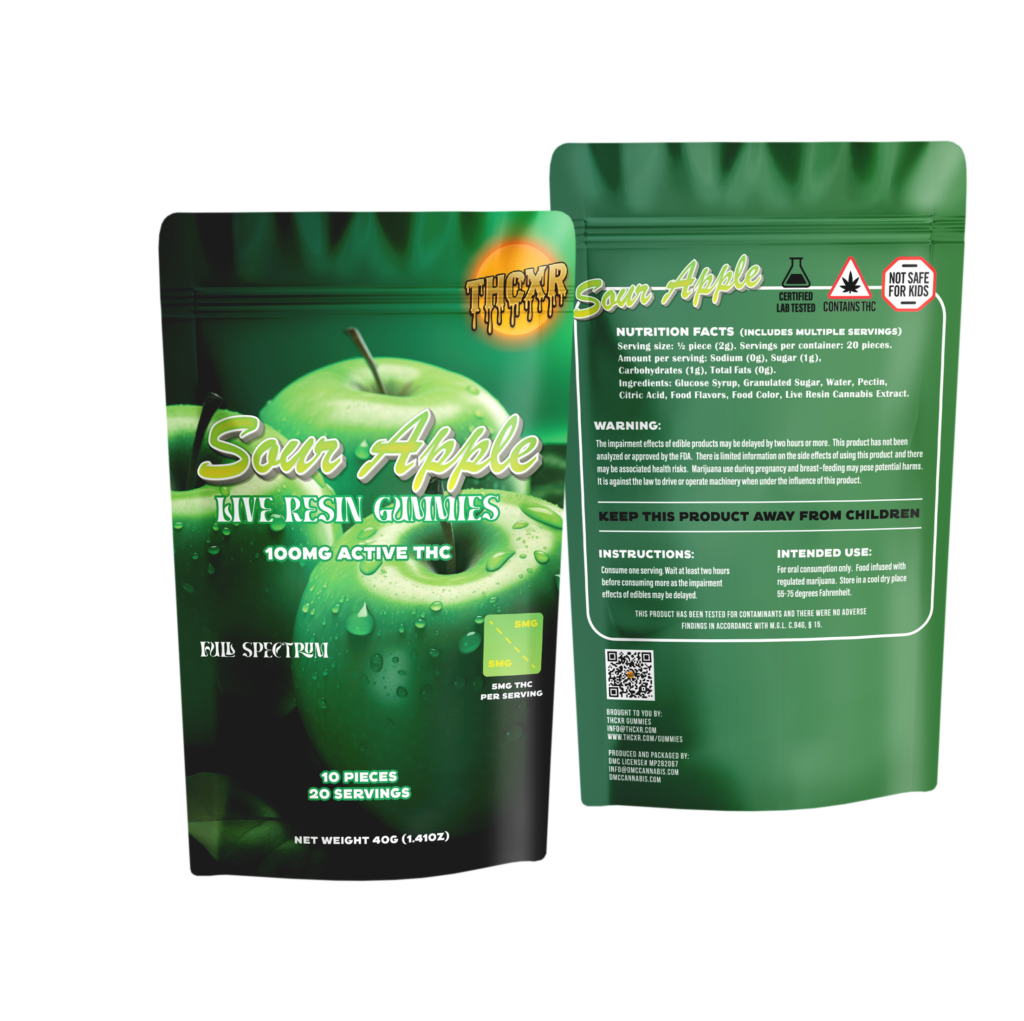 THCXR
Sour Apple
LIVE RESIN GUMMIES
100MG ACTIVE THC
FULL SPECTRUM
5MG
5MG
5MG THC
PER SERVING
10 PIECES
20 SERVINGS
NET WEIGHT 40G (1.41OZ)
Sour Apple
CERTIFIED
LAB TESTED
CONTAINS THC
NOT SAFE
FOR KIDS
NUTRITION FACTS (INCLUDES MULTIPLE SERVINGS)
Serving size: ½ piece (2g). Servings per container: 20 pieces.
Amount per serving: Sodium (0g), Sugar (1g),
Carbohydrates (1g), Total Fats (0g).
Ingredients: Glucose Syrup, Granulated Sugar, Water, Pectin,
Citric Acid, Food Flavors, Food Color, Live Resin Cannabis Extract.
WARNING:
The impairment effects of edible products may be delayed by two hours or more. This product has not been
analyzed or approved by the FDA. There is limited information on the side effects of using this product and there
may be associated health risks. Marijuana use during pregnancy and breast-feeding may pose potential harms.
It is against the law to drive or operate machinery when under the influence of this product.
KEEP THIS PRODUCT AWAY FROM CHILDREN
INSTRUCTIONS:
Consume one serving. Wait at least two hours
before consuming more as the impairment
effects of edibles may be delayed.
INTENDED USE:
For oral consumption only. Food infused with
regulated marijuana. Store in a cool dry place
55-75 degrees Fahrenheit.
THIS PRODUCT HAS BEEN TESTED FOR CONTAMINANTS AND THERE WERE NO ADVERSE
FINDINGS IN ACCORDANCE WITH M.G.L. C.94G, § 15.
BROUGHT TO YOU BY:
THCXR GUMMIES
INFO@THCXR.COM
WWW.THCXR.COM/GUMMIES
PRODUCED AND PACKAGED BY:
DMC LICENSE# MP282067
INFO@DMCCANNABIS.COM
DMCCANNABIS.COM